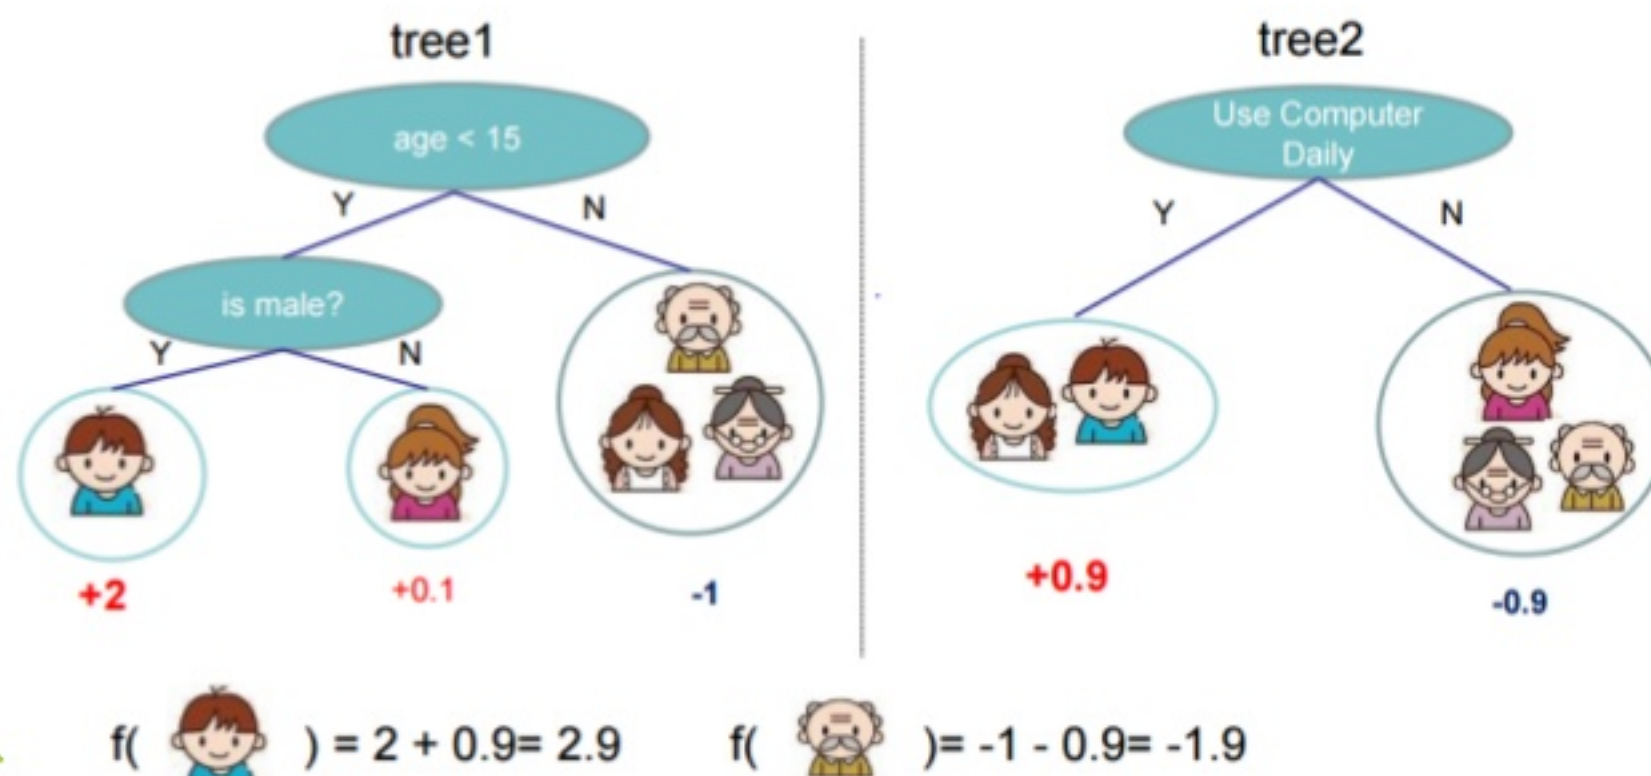 tree1
age < 15
Y
N
is male?
Y
N
+2
+0.1
-1
tree2
Use Computer
Daily
Y
N
+0.9
-0.9
f( ) = 2 + 0.9= 2.9
f( )= -1 - 0.9= -1.9